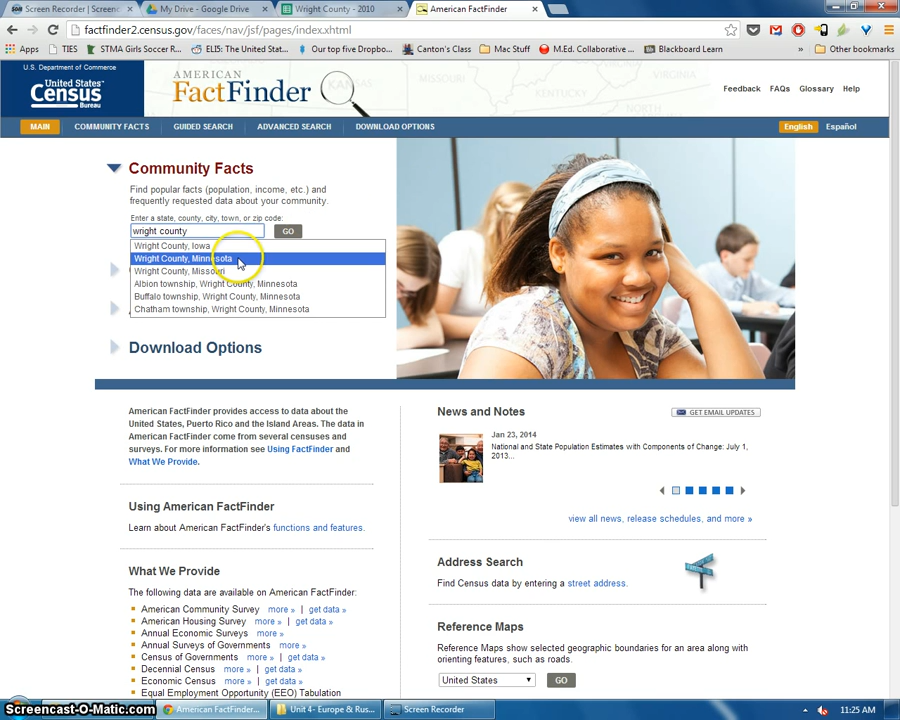 Screen Recorder | Screenc
My Drive - Google Drive
Wright County - 2010
American FactFinder
factfinder2.census.gov/faces/nav/jsf/pages/index.xhtml
Apps TIES STMA Girls Soccer R... ELI5: The United Stat... Our top five Dropbo... Canton's Class Mac Stuff M.Ed. Collaborative ... Blackboard Learn » Other bookmarks
U.S. Department of Commerce
United States™
Census
Bureau
AMERICAN
FactFinder
KANSAS
MISSOURI
KENTUCKY
VIRGINIA
NORTH
Feedback FAQs Glossary Help
MAIN COMMUNITY FACTS GUIDED SEARCH ADVANCED SEARCH DOWNLOAD OPTIONS English Español
Community Facts
Find popular facts (population, income, etc.) and
frequently requested data about your community.
Enter a state, county, city, town, or zip code:
wright county GO
Wright County, Iowa
Wright County, Minnesota
Wright County, Missouri
Albion township, Wright County, Minnesota
Buffalo township, Wright County, Minnesota
Chatham township, Wright County, Minnesota
Download Options
American FactFinder provides access to data about the
United States, Puerto Rico and the Island Areas. The data in
American FactFinder come from several censuses and
surveys. For more information see Using FactFinder and
What We Provide.
Using American FactFinder
Learn about American FactFinder's functions and features.
What We Provide
The following data are available on American FactFinder:
American Community Survey more » | get data »
American Housing Survey more » | get data »
Annual Economic Surveys more »
Annual Surveys of Governments more »
Census of Governments more » | get data »
Decennial Census more » | get data »
Economic Census more » | get data »
Equal Employment Opportunity (EEO) Tabulation
News and Notes GET EMAIL UPDATES
Jan 23, 2014
National and State Population Estimates with Components of Change: July 1,
2013...
view all news, release schedules, and more »
Address Search
Find Census data by entering a street address.
Reference Maps
Reference Maps show selected geographic boundaries for an area along with
orienting features, such as roads.
United States GO
Screencast-O-Matic.com
American FactFinder...
Unit 4- Europe & Rus...
Screen Recorder
11:25 AM